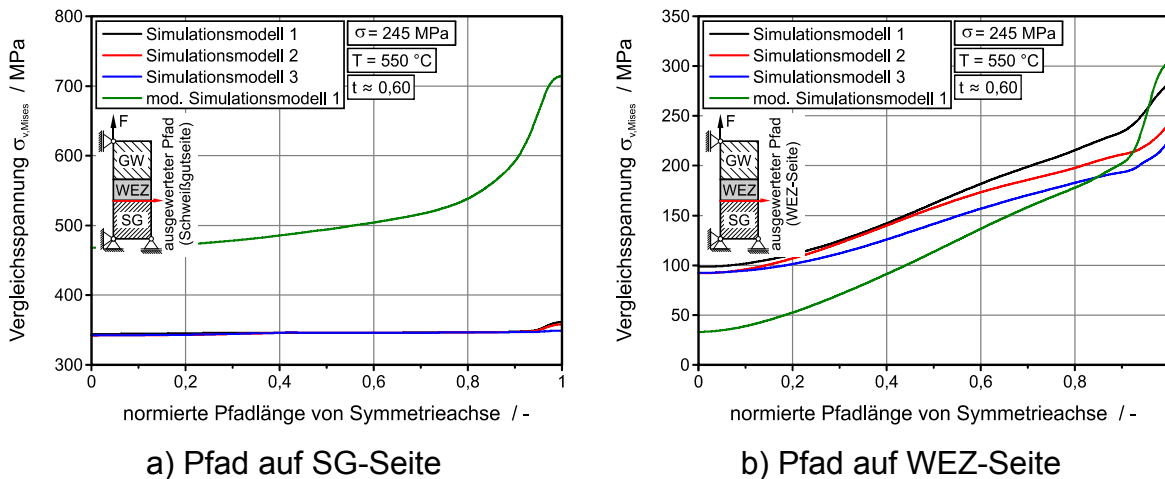 Vergleichsspannung σv,Mises / MPa
800
700
600
500
400
300
Simulationsmodell 1
Simulationsmodell 2
Simulationsmodell 3
mod. Simulationsmodell 1
σ = 245 MPa
T = 550 °C
t ≈ 0,60
F
GW
WEZ
SG
ausgewerteter Pfad
(Schweißgutseite)
0
0,2
0,4
0,6
0,8
1
normierte Pfadlänge von Symmetrieachse / -
a) Pfad auf SG-Seite
Vergleichsspannung σv,Mises / MPa
350
300
250
200
150
100
50
0
Simulationsmodell 1
Simulationsmodell 2
Simulationsmodell 3
mod. Simulationsmodell 1
σ = 245 MPa
T = 550 °C
t ≈ 0,60
F
GW
WEZ
SG
ausgewerteter Pfad
(WEZ-Seite)
0
0,2
0,4
0,6
0,8
normierte Pfadlänge von Symmetrieachse / -
b) Pfad auf WEZ-Seite